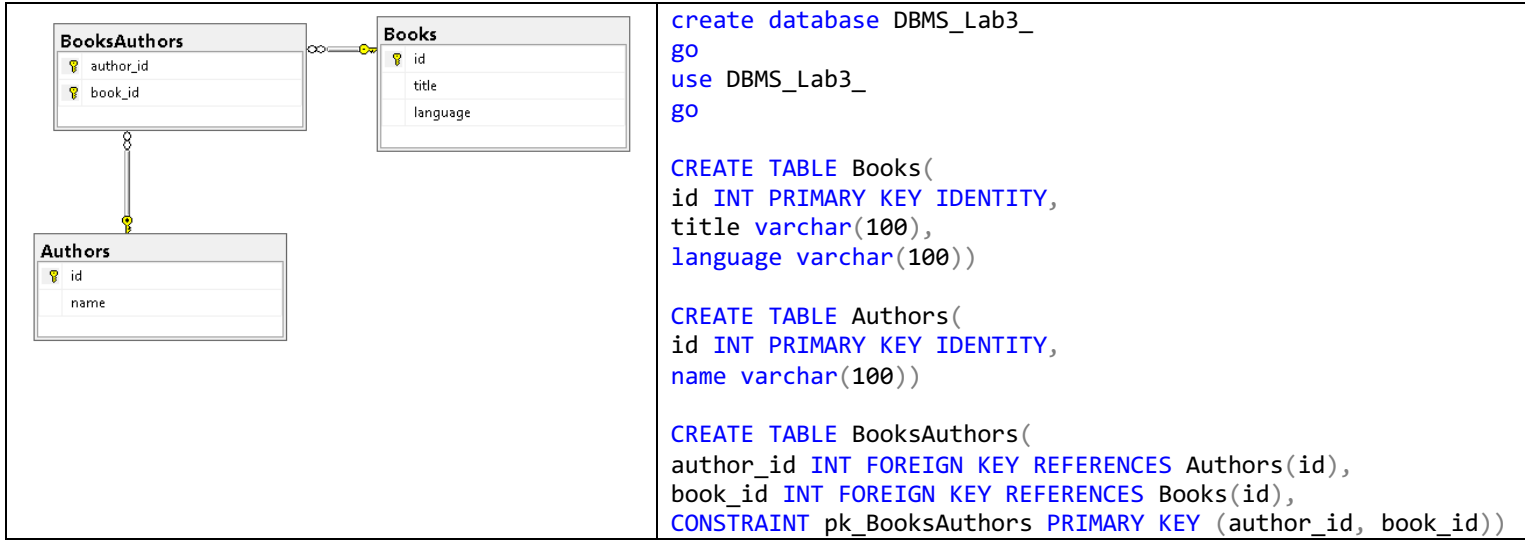 BooksAuthors
author_id
book_id
Books
id
title
language
Authors
id
name
create database DBMS_Lab3_
go
use DBMS_Lab3_
go
CREATE TABLE Books(
id INT PRIMARY KEY IDENTITY,
title varchar(100),
language varchar(100))
CREATE TABLE Authors(
id INT PRIMARY KEY IDENTITY,
name varchar(100))
CREATE TABLE BooksAuthors(
author_id INT FOREIGN KEY REFERENCES Authors(id),
book_id INT FOREIGN KEY REFERENCES Books(id),
CONSTRAINT pk_BooksAuthors PRIMARY KEY (author_id, book_id))